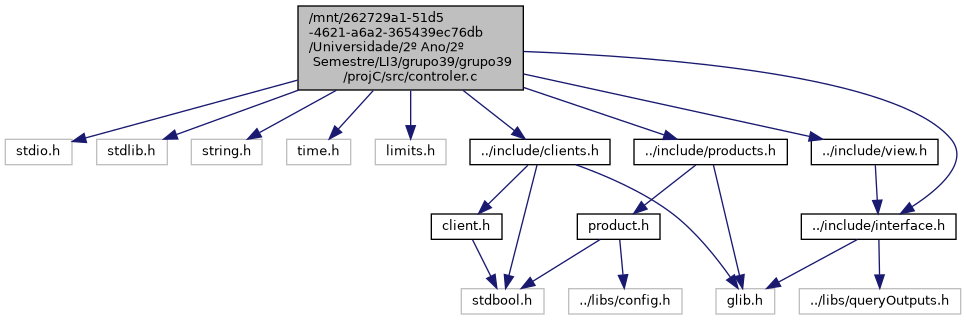 /mnt/262729a1-51d5
-4621-a6a2-365439ec76db
/Universidade/2º Ano/2º
Semestre/LI3/grupo39/grupo39
/projC/src/controler.c
stdio.h
stdlib.h
string.h
time.h
limits.h
../include/clients.h
../include/products.h
../include/view.h
client.h
product.h
../include/interface.h
stdbool.h
../libs/config.h
glib.h
../libs/queryOutputs.h